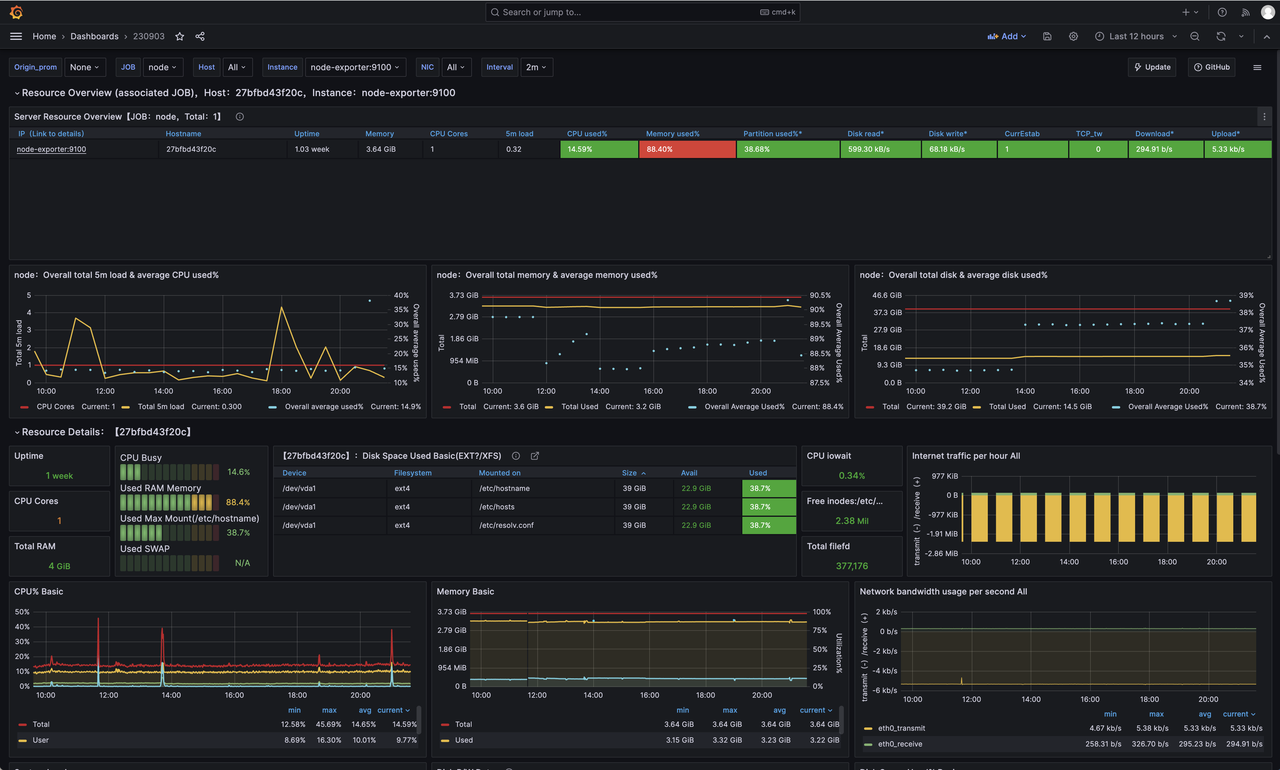 Search or jump to...
cmd+k
Home › Dashboards › 230903
Add
Last 12 hours
Origin_prom None JOB node Host All Instance node-exporter:9100 NIC All Interval 2m Update GitHub
Resource Overview (associated JOB)，Host：27bfbd43f20c，Instance：node-exporter:9100
Server Resource Overview【JOB：node，Total：1】
IP（Link to details） Hostname Uptime Memory CPU Cores 5m load CPU used% Memory used% Partition used%* Disk read* Disk write* CurrEstab TCP_tw Download* Upload*
node-exporter:9100 27bfbd43f20c 1.03 week 3.64 GiB 1 0.32 14.59% 88.40% 38.68% 599.30 kB/s 68.18 kB/s 1 0 294.91 b/s 5.33 kb/s
node：Overall total 5m load & average CPU used%
5
4
3
2
1
0
Total 5m load
40%
35%
30%
25%
20%
15%
10%
Overall average used%
10:00 12:00 14:00 16:00 18:00 20:00
CPU Cores Current: 1 Total 5m load Current: 0.300 Overall average used% Current: 14.9%
node：Overall total memory & average memory used%
3.73 GiB
2.79 GiB
1.86 GiB
954 MiB
0 B
Total
90.5%
90%
89.5%
89%
88.5%
88%
87.5%
Overall Average Used%
10:00 12:00 14:00 16:00 18:00 20:00
Total Current: 3.6 GiB Total Used Current: 3.2 GiB Overall Average Used% Current: 88.4%
node：Overall total disk & average disk used%
46.6 GiB
37.3 GiB
27.9 GiB
18.6 GiB
9.3 GiB
0.0 B
Total
39%
38%
37%
36%
35%
34%
Overall Average Used%
10:00 12:00 14:00 16:00 18:00 20:00
Total Current: 39.2 GiB Total Used Current: 14.5 GiB Overall Average Used% Current: 38.7%
Resource Details：【27bfbd43f20c】
Uptime
1 week
CPU Cores
1
Total RAM
4 GiB
CPU Busy
14.6%
Used RAM Memory
88.4%
Used Max Mount(/etc/hostname)
38.7%
Used SWAP
N/A
【27bfbd43f20c】：Disk Space Used Basic(EXT?/XFS)
Device Filesystem Mounted on Size Avail Used
/dev/vda1 ext4 /etc/hostname 39 GiB 22.9 GiB 38.7%
/dev/vda1 ext4 /etc/hosts 39 GiB 22.9 GiB 38.7%
/dev/vda1 ext4 /etc/resolv.conf 39 GiB 22.9 GiB 38.7%
CPU iowait
0.34%
Free inodes:/etc/...
2.38 Mil
Total filefd
377,176
Internet traffic per hour All
977 KiB
0 B
-977 KiB
-1.91 MiB
-2.86 MiB
transmit (-) /receive (+)
10:00 12:00 14:00 16:00 18:00 20:00
CPU% Basic
50%
40%
30%
20%
10%
0%
10:00 12:00 14:00 16:00 18:00 20:00
min max avg current
Total 12.58% 45.69% 14.65% 14.59%
User 8.69% 16.30% 10.01% 9.77%
Memory Basic
3.73 GiB
2.79 GiB
1.86 GiB
954 MiB
0 B
100%
75%
50%
25%
0%
Utilization%
10:00 12:00 14:00 16:00 18:00 20:00
min max avg current
Total 3.64 GiB 3.64 GiB 3.64 GiB 3.64 GiB
Used 3.15 GiB 3.32 GiB 3.23 GiB 3.22 GiB
Network bandwidth usage per second All
2 kb/s
0 b/s
-2 kb/s
-4 kb/s
-6 kb/s
transmit (-) /receive (+)
10:00 12:00 14:00 16:00 18:00 20:00
min max avg current
eth0_transmit 4.67 kb/s 5.38 kb/s 5.33 kb/s 5.33 kb/s
eth0_receive 258.31 b/s 326.70 b/s 295.23 b/s 294.91 b/s